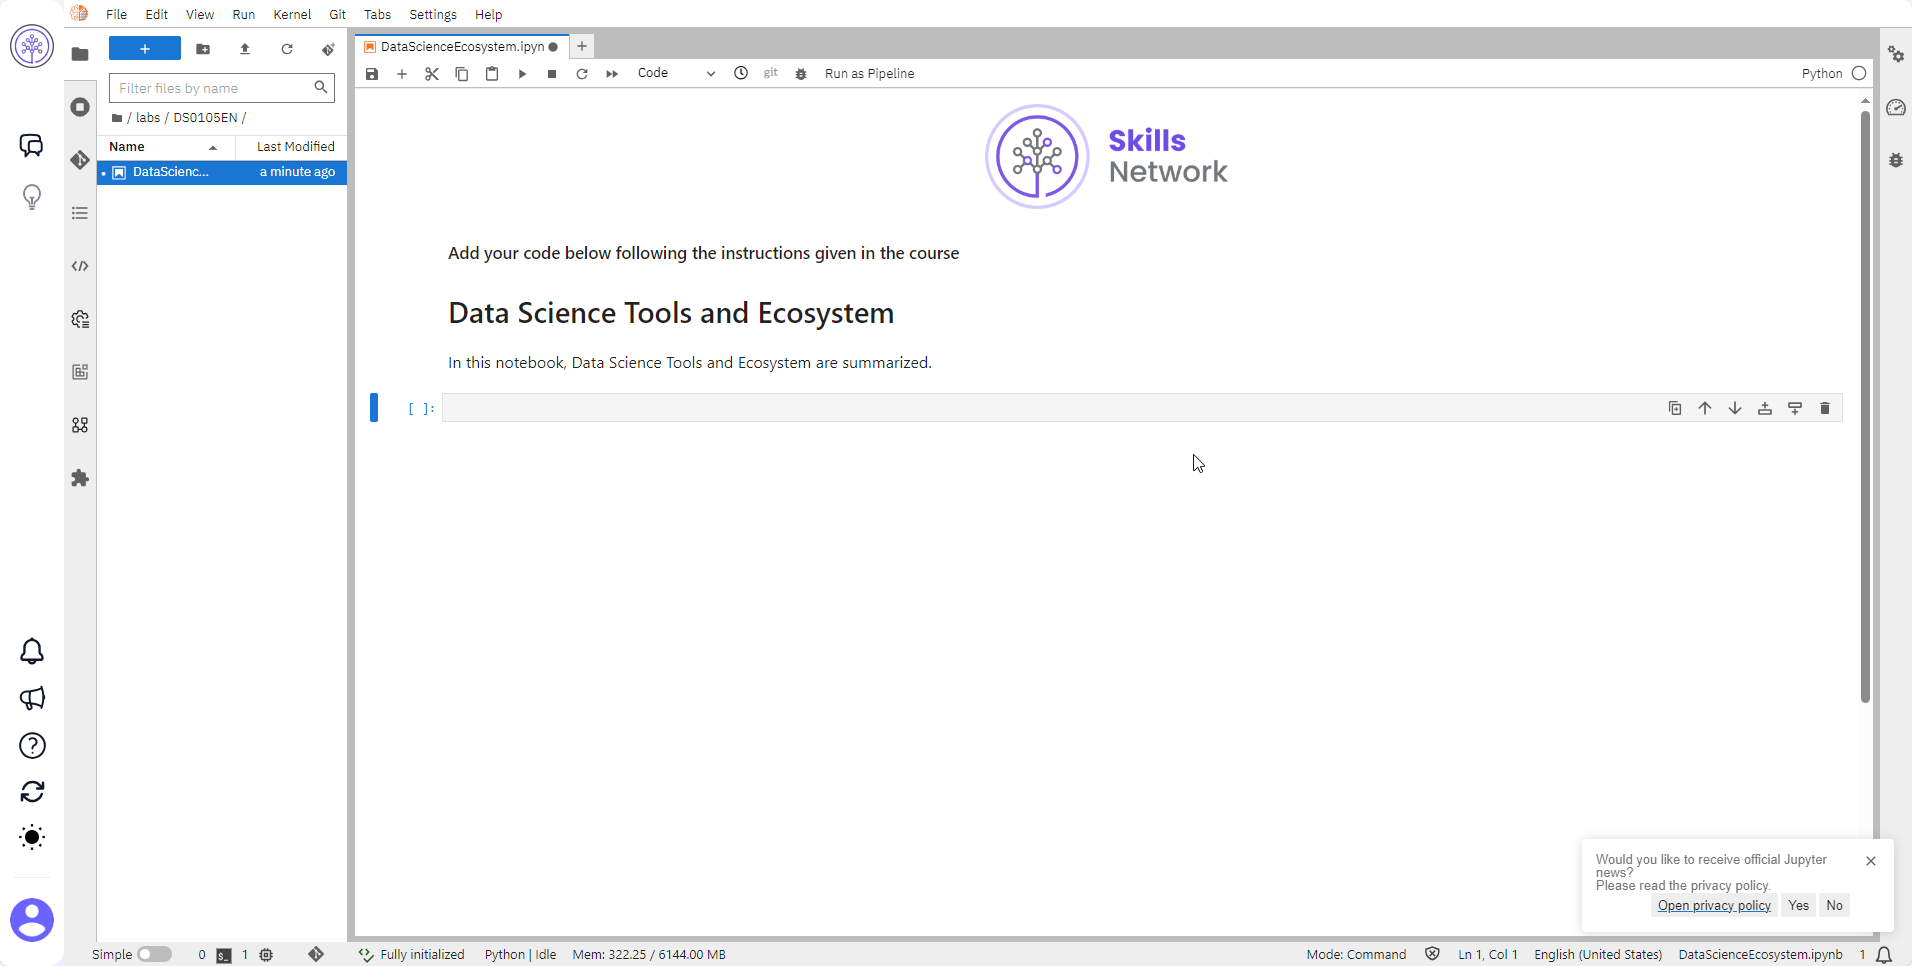 File Edit View Run Kernel Git Tabs Settings Help
+
Filter files by name
/ labs / DS0105EN /
Name Last Modified
DataScienc... a minute ago
DataScienceEcosystem.ipyn
+
Code
git
Run as Pipeline
Python
Skills
Network
Add your code below following the instructions given in the course
Data Science Tools and Ecosystem
In this notebook, Data Science Tools and Ecosystem are summarized.
[ ]:
Would you like to receive official Jupyter
news?
Please read the privacy policy.
Open privacy policy Yes No
Simple 0 $_ 1 Fully initialized Python | Idle Mem: 322.25 / 6144.00 MB Mode: Command Ln 1, Col 1 English (United States) DataScienceEcosystem.ipynb 1